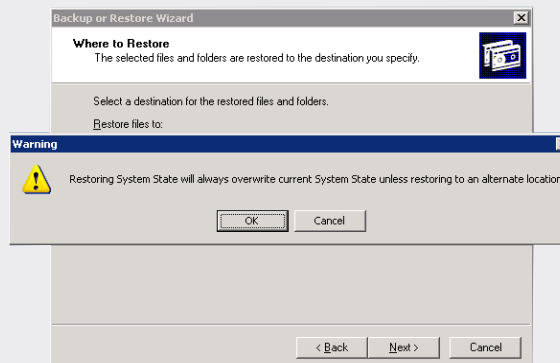 Backup or Restore Wizard
Where to Restore
The selected files and folders are restored to the destination you specify.
Select a destination for the restored files and folders.
Restore files to:
Warning
Restoring System State will always overwrite current System State unless restoring to an alternate location
OK Cancel
< Back Next > Cancel